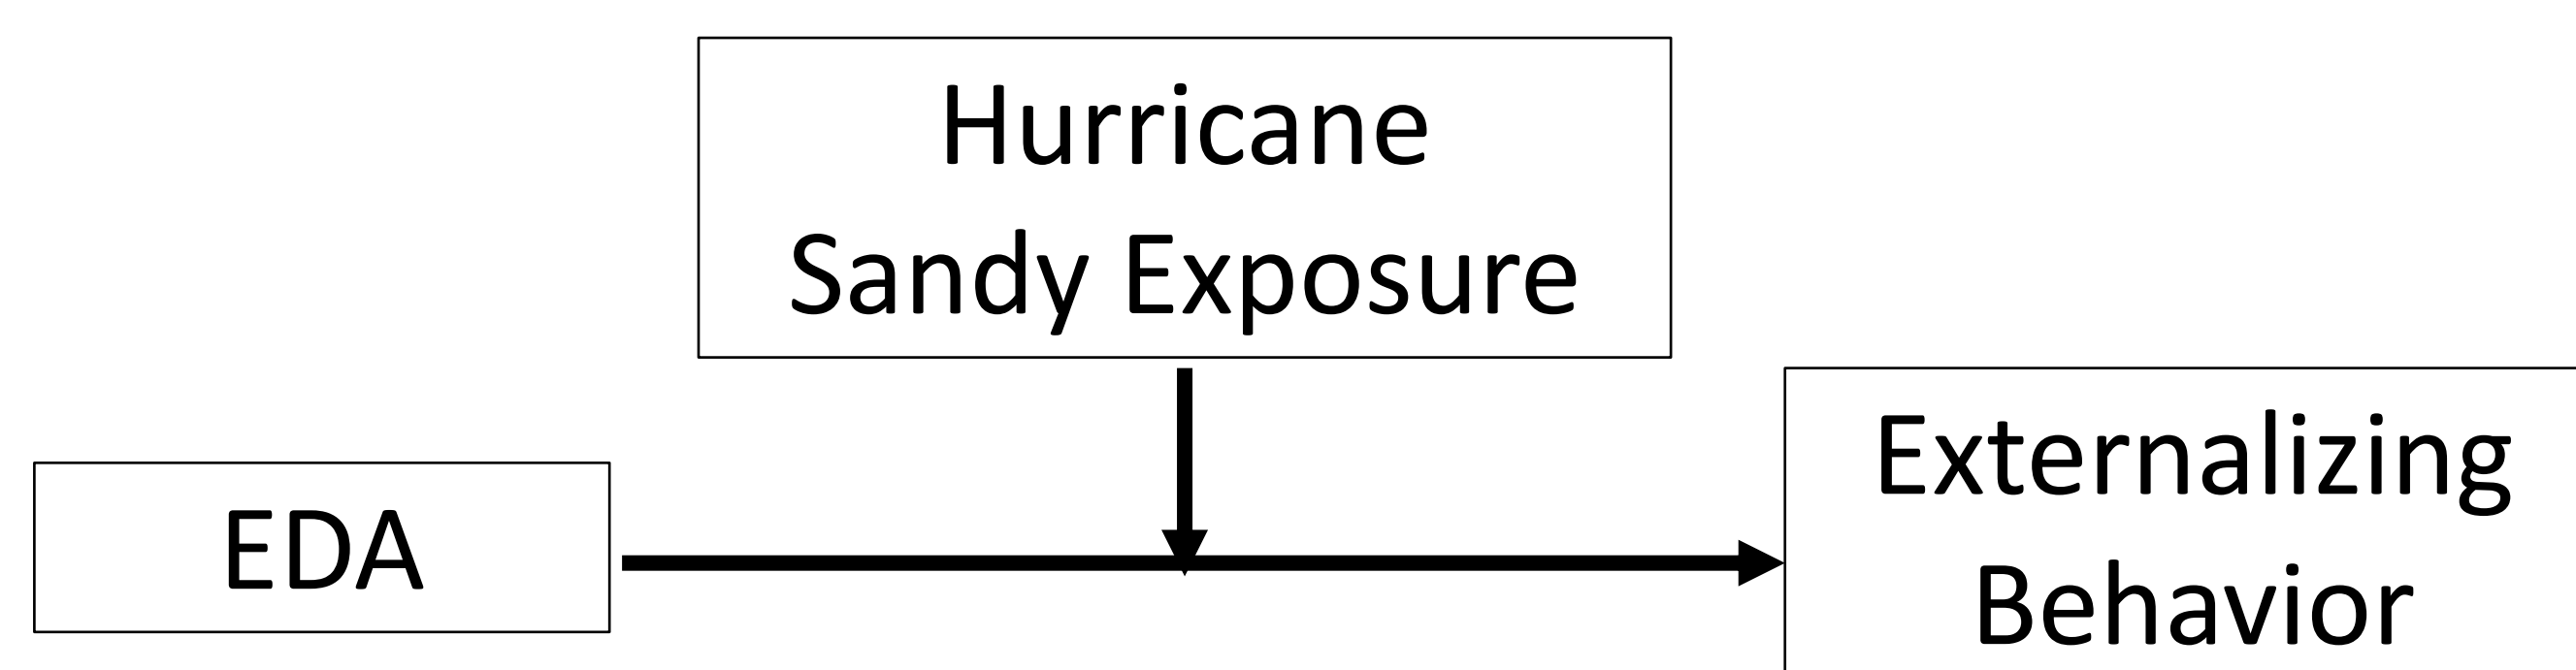 Hurricane
Sandy Exposure
EDA
Externalizing
Behavior